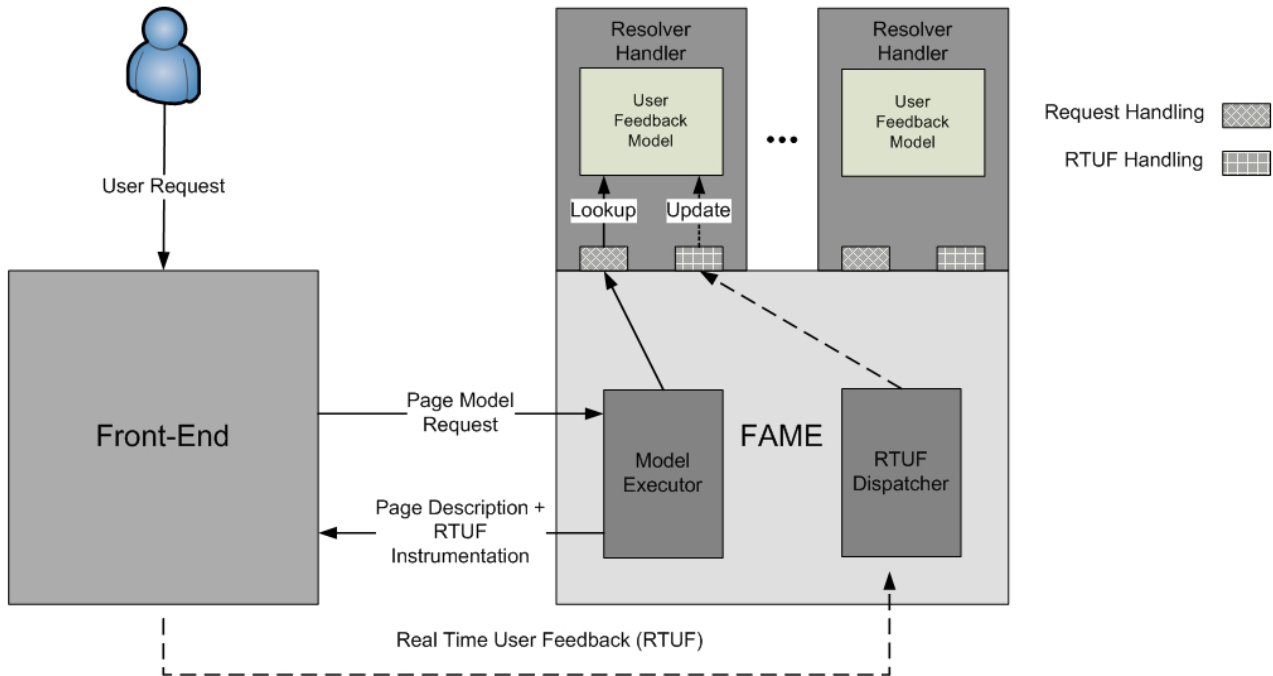 Resolver
Handler
User
Feedback
Model
Lookup
Update
Resolver
Handler
User
Feedback
Model
...
Request Handling
RTUF Handling
User Request
Front-End
Page Model
Request
Page Description +
RTUF
Instrumentation
Model
Executor
FAME
RTUF
Dispatcher
Real Time User Feedback (RTUF)